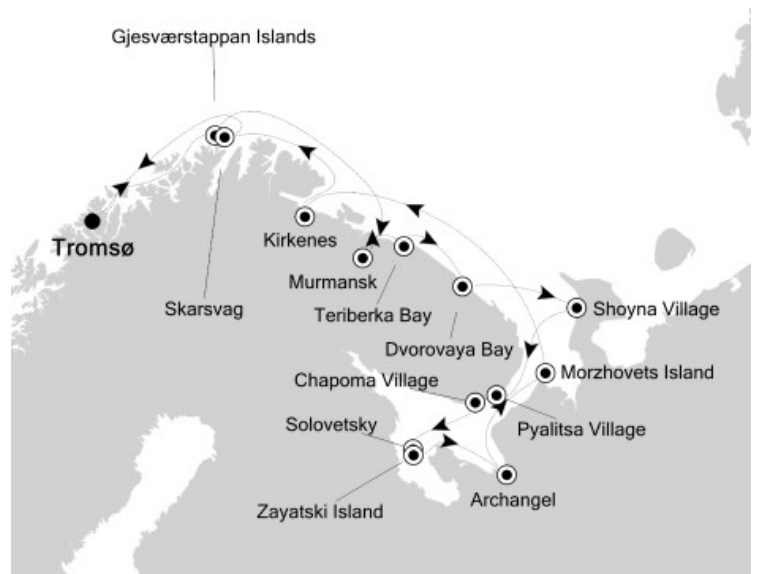 Gjesværstappan Islands
Tromsø
Kirkenes
Murmansk
Skarsvag
Teriberka Bay
Shoyna Village
Dvorovaya Bay
Chapoma Village
Morzhovets Island
Solovetsky
Pyalitsa Village
Zayatski Island
Archangel